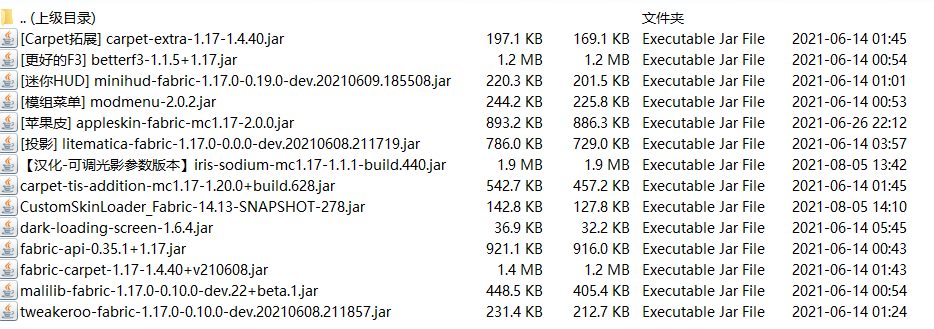 .. (上级目录) 文件夹
[Carpet拓展] carpet-extra-1.17-1.4.40.jar 197.1 KB 169.1 KB Executable Jar File 2021-06-14 01:45
[更好的F3] betterf3-1.1.5+1.17.jar 1.2 MB 1.2 MB Executable Jar File 2021-06-14 00:54
[迷你HUD] minihud-fabric-1.17.0-0.19.0-dev.20210609.185508.jar 220.3 KB 201.5 KB Executable Jar File 2021-06-14 01:01
[模组菜单] modmenu-2.0.2.jar 244.2 KB 225.8 KB Executable Jar File 2021-06-14 00:53
[苹果皮] appleskin-fabric-mc1.17-2.0.0.jar 893.2 KB 886.3 KB Executable Jar File 2021-06-26 22:12
[投影] litematica-fabric-1.17.0-0.0.0-dev.20210608.211719.jar 786.0 KB 729.0 KB Executable Jar File 2021-06-14 03:57
【汉化-可调光影参数版本】iris-sodium-mc1.17-1.1.1-build.440.jar 1.9 MB 1.9 MB Executable Jar File 2021-08-05 13:42
carpet-tis-addition-mc1.17-1.20.0+build.628.jar 542.7 KB 457.2 KB Executable Jar File 2021-06-14 01:45
CustomSkinLoader_Fabric-14.13-SNAPSHOT-278.jar 142.8 KB 127.8 KB Executable Jar File 2021-08-05 14:10
dark-loading-screen-1.6.4.jar 36.9 KB 32.2 KB Executable Jar File 2021-06-14 05:45
fabric-api-0.35.1+1.17.jar 921.1 KB 916.0 KB Executable Jar File 2021-06-14 00:43
fabric-carpet-1.17-1.4.40+v210608.jar 1.4 MB 1.2 MB Executable Jar File 2021-06-14 01:43
malilib-fabric-1.17.0-0.10.0-dev.22+beta.1.jar 448.5 KB 405.4 KB Executable Jar File 2021-06-14 00:54
tweakeroo-fabric-1.17.0-0.10.0-dev.20210608.211857.jar 231.4 KB 212.7 KB Executable Jar File 2021-06-14 01:24